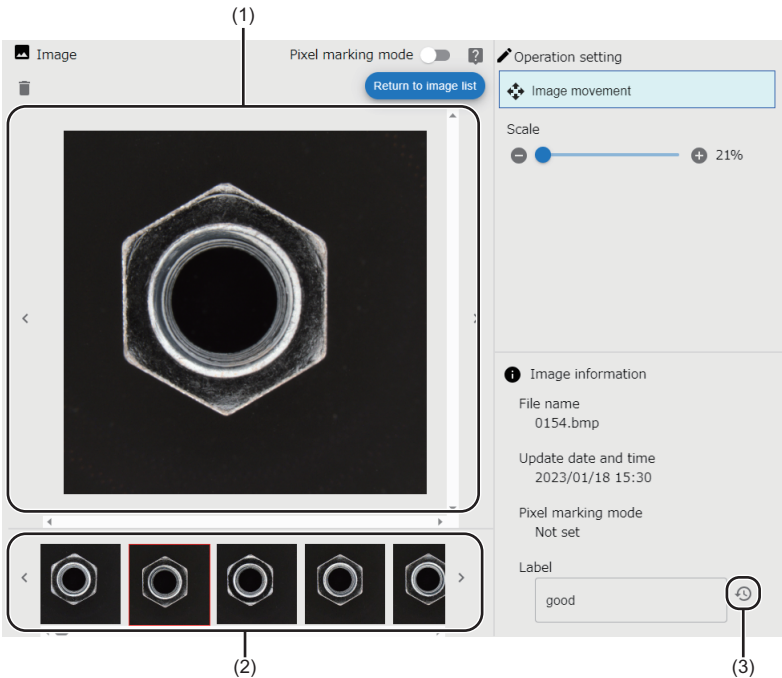 (1)
Image
Pixel marking mode
?
Return to image list
Operation setting
Image movement
Scale
21%
Image information
File name
0154.bmp
Update date and time
2023/01/18 15:30
Pixel marking mode
Not set
Label
good
(2)
(3)